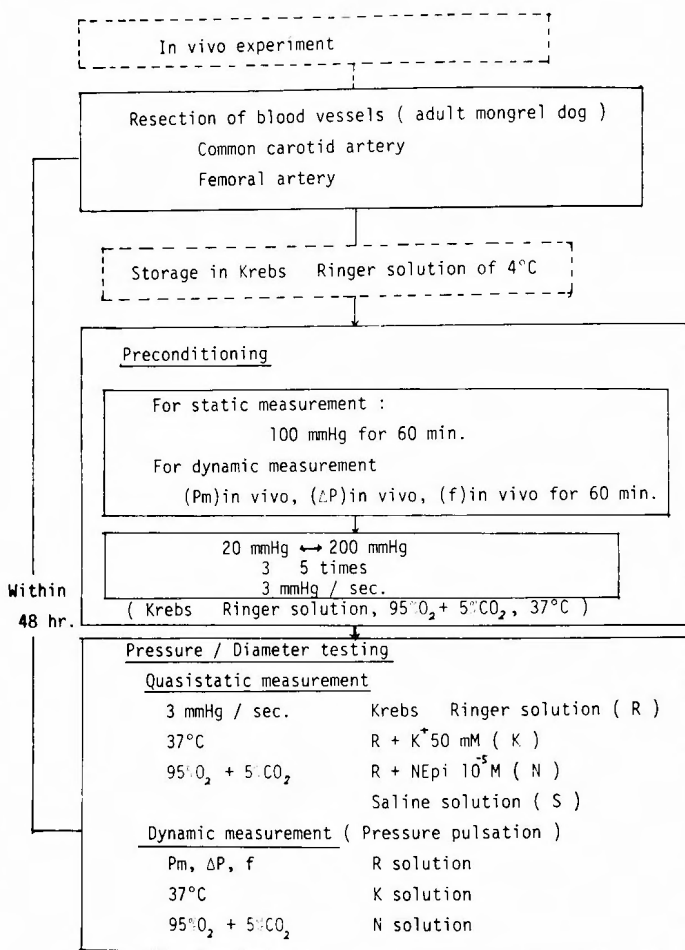 In vivo experiment
Resection of blood vessels ( adult mongrel dog )
Common carotid artery
Femoral artery
Storage in Krebs Ringer solution of 4°C
Preconditioning
For static measurement :
100 mmHg for 60 min.
For dynamic measurement
(Pm)in vivo, (ΔP)in vivo, (f)in vivo for 60 min.
20 mmHg ↔ 200 mmHg
3 5 times
3 mmHg / sec.
( Krebs Ringer solution, 95%O₂+ 5%CO₂, 37°C )
Within
48 hr.
Pressure / Diameter testing
Quasistatic measurement
3 mmHg / sec. Krebs Ringer solution ( R )
37°C R + K⁺50 mM ( K )
95%O₂ + 5%CO₂ R + NEpi 10⁻⁵M ( N )
Saline solution ( S )
Dynamic measurement ( Pressure pulsation )
Pm, ΔP, f R solution
37°C K solution
95%O₂ + 5%CO₂ N solution